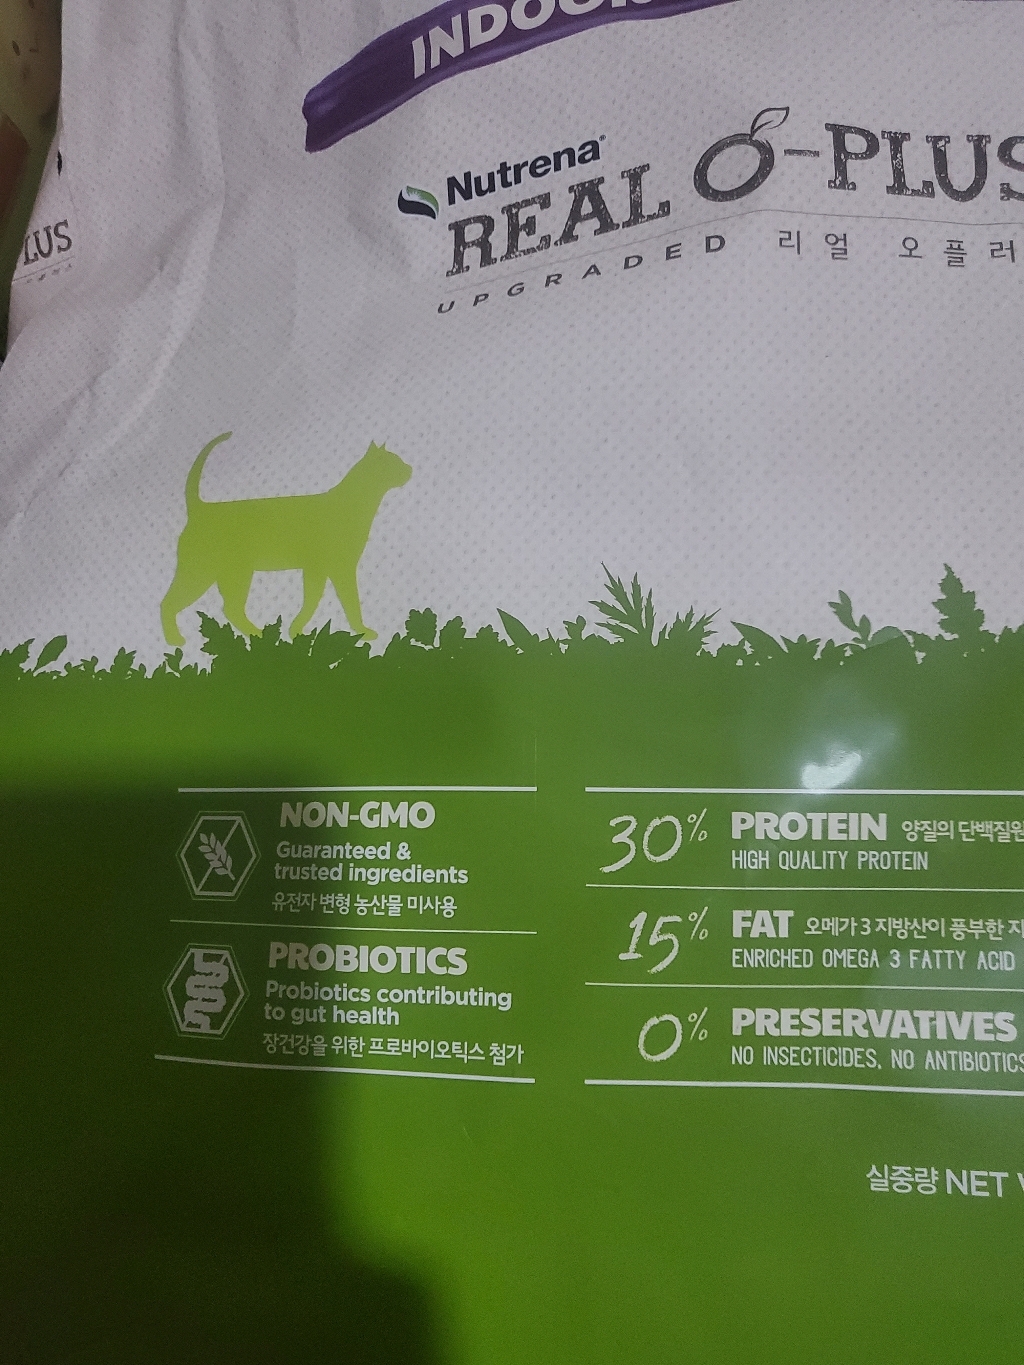 INDOOR
Nutrena®
REAL O-PLUS
UPGRADED 리얼 오플러
LUS
NON-GMO
Guaranteed &
trusted ingredients
유전자 변형 농산물 미사용
PROBIOTICS
Probiotics contributing
to gut health
장건강을 위한 프로바이오틱스 첨가
30% PROTEIN 양질의 단백질원
HIGH QUALITY PROTEIN
15% FAT 오메가 3 지방산이 풍부한 지
ENRICHED OMEGA 3 FATTY ACID
0% PRESERVATIVES
NO INSECTICIDES, NO ANTIBIOTICS
실중량 NET